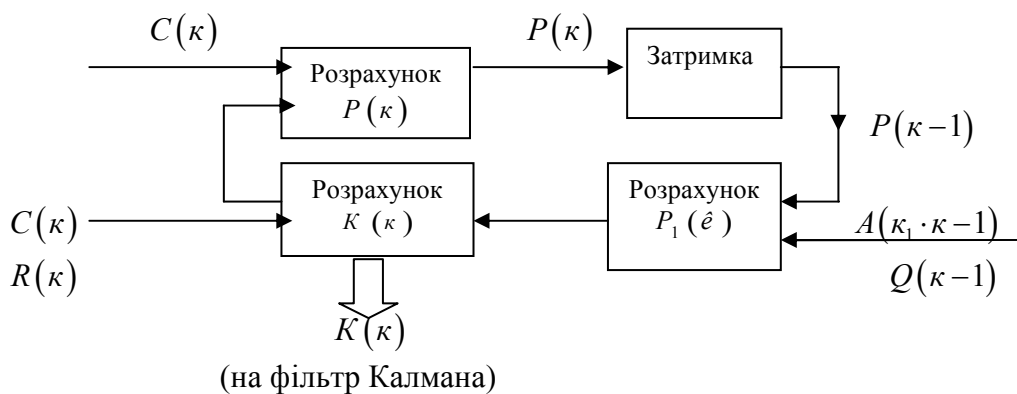 C(κ)
P(κ)
Розрахунок
P(κ)
Затримка
P(κ−1)
Розрахунок
К(κ)
Розрахунок
P₁(ê)
C(κ)
R(κ)
A(κ₁·κ−1)
Q(κ−1)
К(κ)
(на фільтр Калмана)